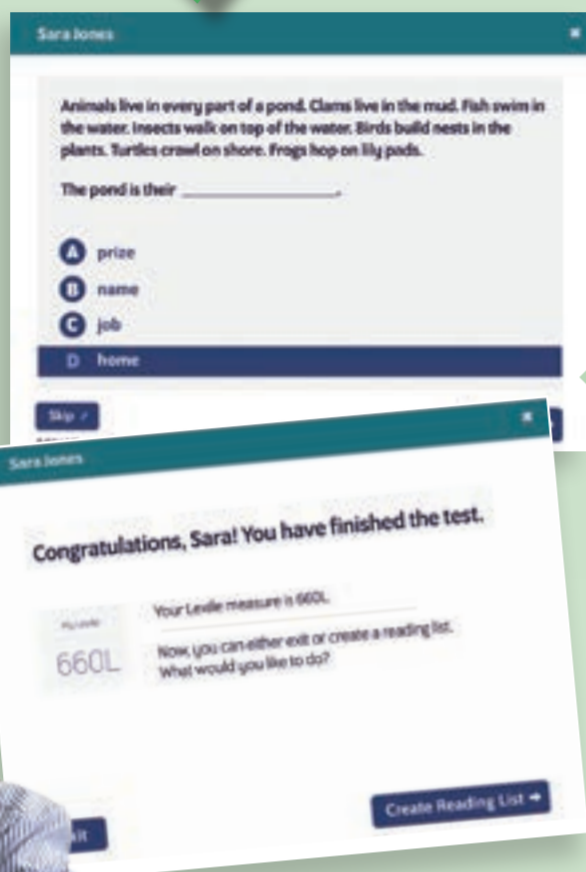 Sara Jones
Animals live in every part of a pond. Clams live in the mud. Fish swim in
the water. Insects walk on top of the water. Birds build nests in the
plants. Turtles crawl on shore. Frogs hop on lily pads.
The pond is their ____________________.
A prize
B name
C job
D home
Skip
Sara Jones
Congratulations, Sara! You have finished the test.
My Lexile
660L
Your Lexile measure is 660L.
Now, you can either exit or create a reading list.
What would you like to do?
Create Reading List →